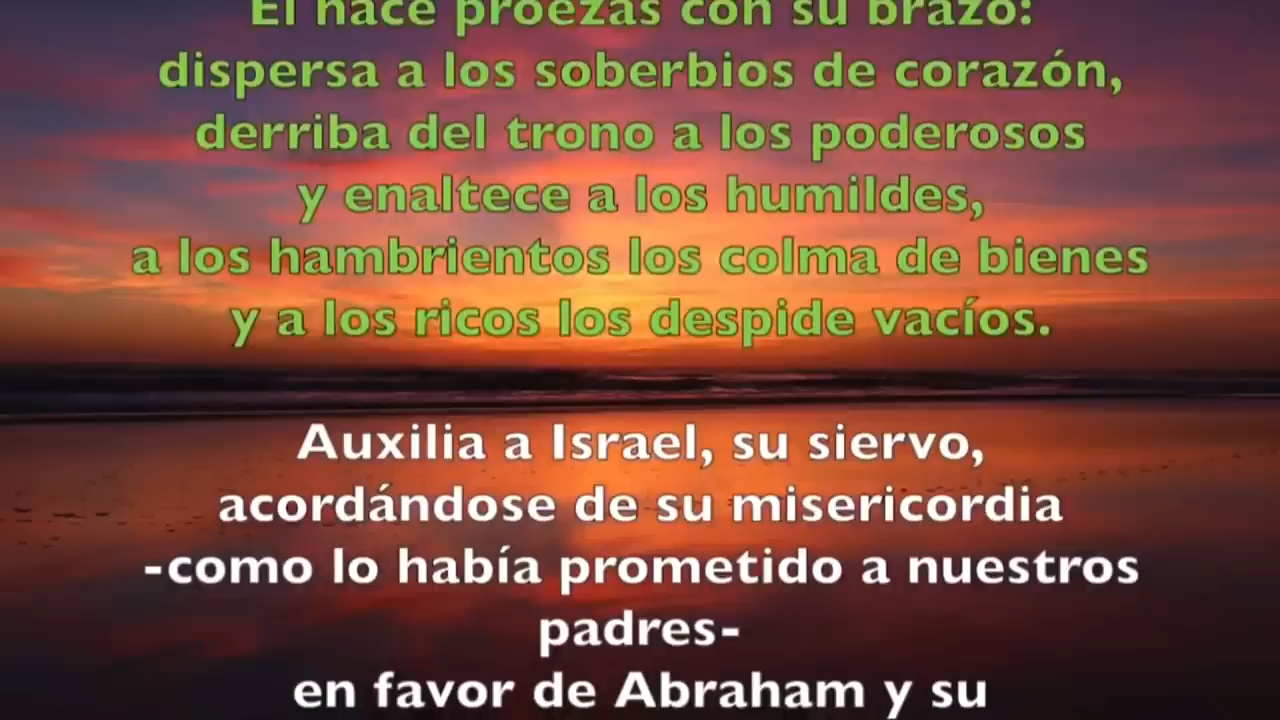 El hace proezas con su brazo:
dispersa a los soberbios de corazón,
derriba del trono a los poderosos
y enaltece a los humildes,
a los hambrientos los colma de bienes
y a los ricos los despide vacíos.
Auxilia a Israel, su siervo,
acordándose de su misericordia
-como lo había prometido a nuestros
padres-
en favor de Abraham y su